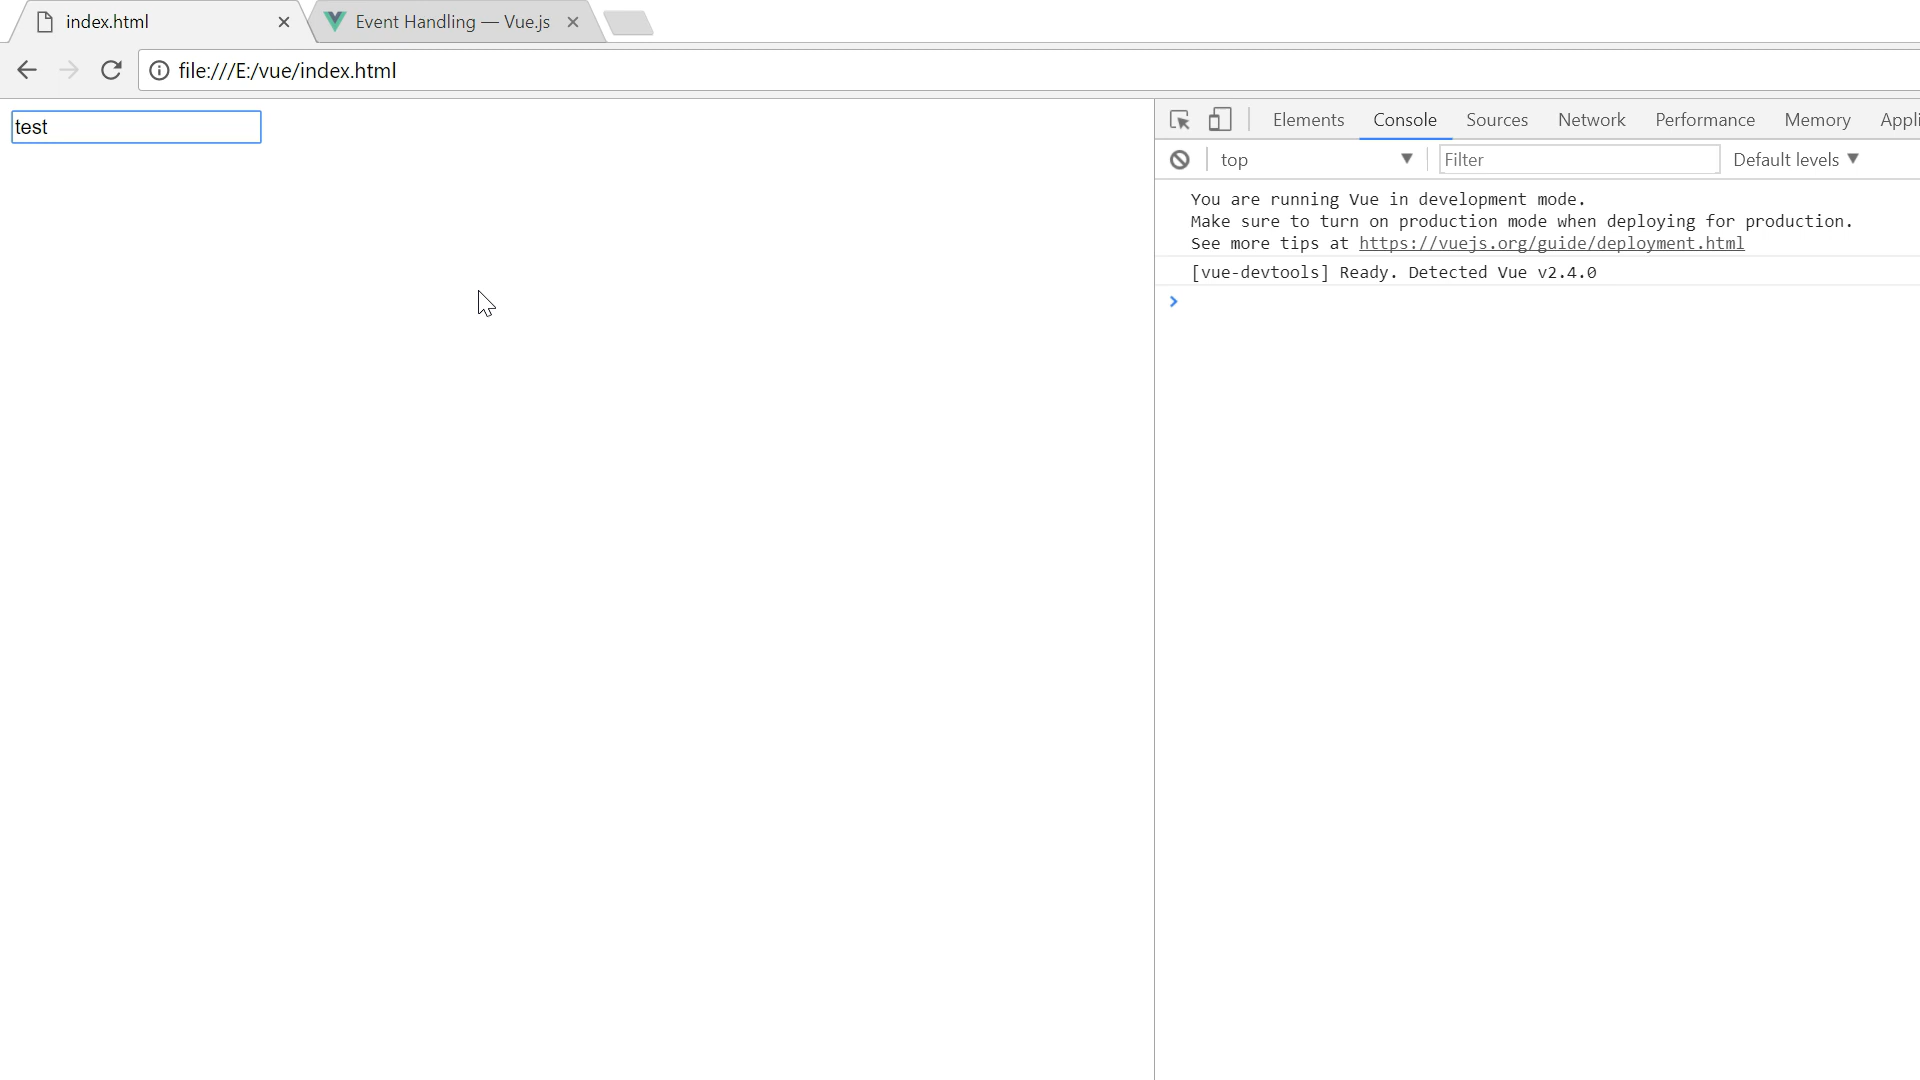 index.html
Event Handling — Vue.js
file:///E:/vue/index.html
test
Elements Console Sources Network Performance Memory Appli
top Filter Default levels
You are running Vue in development mode.
Make sure to turn on production mode when deploying for production.
See more tips at https://vuejs.org/guide/deployment.html
[vue-devtools] Ready. Detected Vue v2.4.0